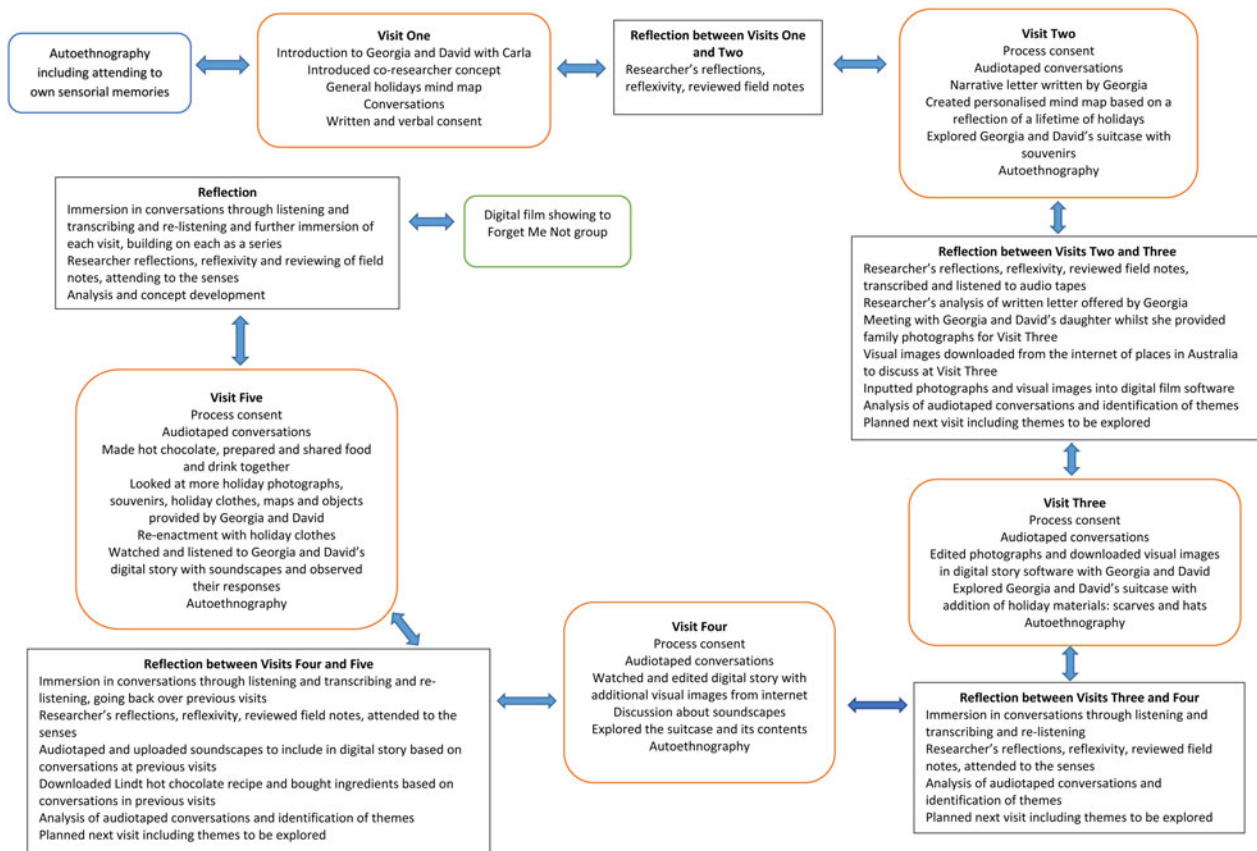 Autoethnography
including attending to
own sensorial memories
Visit One
Introduction to Georgia and David with Carla
Introduced co-researcher concept
General holidays mind map
Conversations
Written and verbal consent
Reflection between Visits One
and Two
Researcher's reflections,
reflexivity, reviewed field notes
Visit Two
Process consent
Audiotaped conversations
Narrative letter written by Georgia
Created personalised mind map based on a
reflection of a lifetime of holidays
Explored Georgia and David's suitcase with
souvenirs
Autoethnography
Reflection between Visits Two and Three
Researcher's reflections, reflexivity, reviewed field notes,
transcribed and listened to audio tapes
Researcher's analysis of written letter offered by Georgia
Meeting with Georgia and David's daughter whilst she provided
family photographs for Visit Three
Visual images downloaded from the internet of places in Australia
to discuss at Visit Three
Inputted photographs and visual images into digital film software
Analysis of audiotaped conversations and identification of themes
Planned next visit including themes to be explored
Visit Three
Process consent
Audiotaped conversations
Edited photographs and downloaded visual images
in digital story software with Georgia and David
Explored Georgia and David's suitcase with
addition of holiday materials: scarves and hats
Autoethnography
Reflection between Visits Three and Four
Immersion in conversations through listening and
transcribing and re-listening
Researcher's reflections, reflexivity, reviewed field
notes, attended to the senses
Analysis of audiotaped conversations and
identification of themes
Planned next visit including themes to be explored
Visit Four
Process consent
Audiotaped conversations
Watched and edited digital story with
additional visual images from internet
Discussion about soundscapes
Explored the suitcase and its contents
Autoethnography
Reflection between Visits Four and Five
Immersion in conversations through listening and transcribing and re-
listening, going back over previous visits
Researcher's reflections, reflexivity, reviewed field notes, attended to the
senses
Audiotaped and uploaded soundscapes to include in digital story based on
conversations at previous visits
Downloaded Lindt hot chocolate recipe and bought ingredients based on
conversations in previous visits
Analysis of audiotaped conversations and identification of themes
Planned next visit including themes to be explored
Visit Five
Process consent
Audiotaped conversations
Made hot chocolate, prepared and shared food
and drink together
Looked at more holiday photographs,
souvenirs, holiday clothes, maps and objects
provided by Georgia and David
Re-enactment with holiday clothes
Watched and listened to Georgia and David's
digital story with soundscapes and observed
their responses
Autoethnography
Reflection
Immersion in conversations through listening and
transcribing and re-listening and further immersion of
each visit, building on each as a series
Researcher reflections, reflexivity and reviewing of field
notes, attending to the senses
Analysis and concept development
Digital film showing to
Forget Me Not group